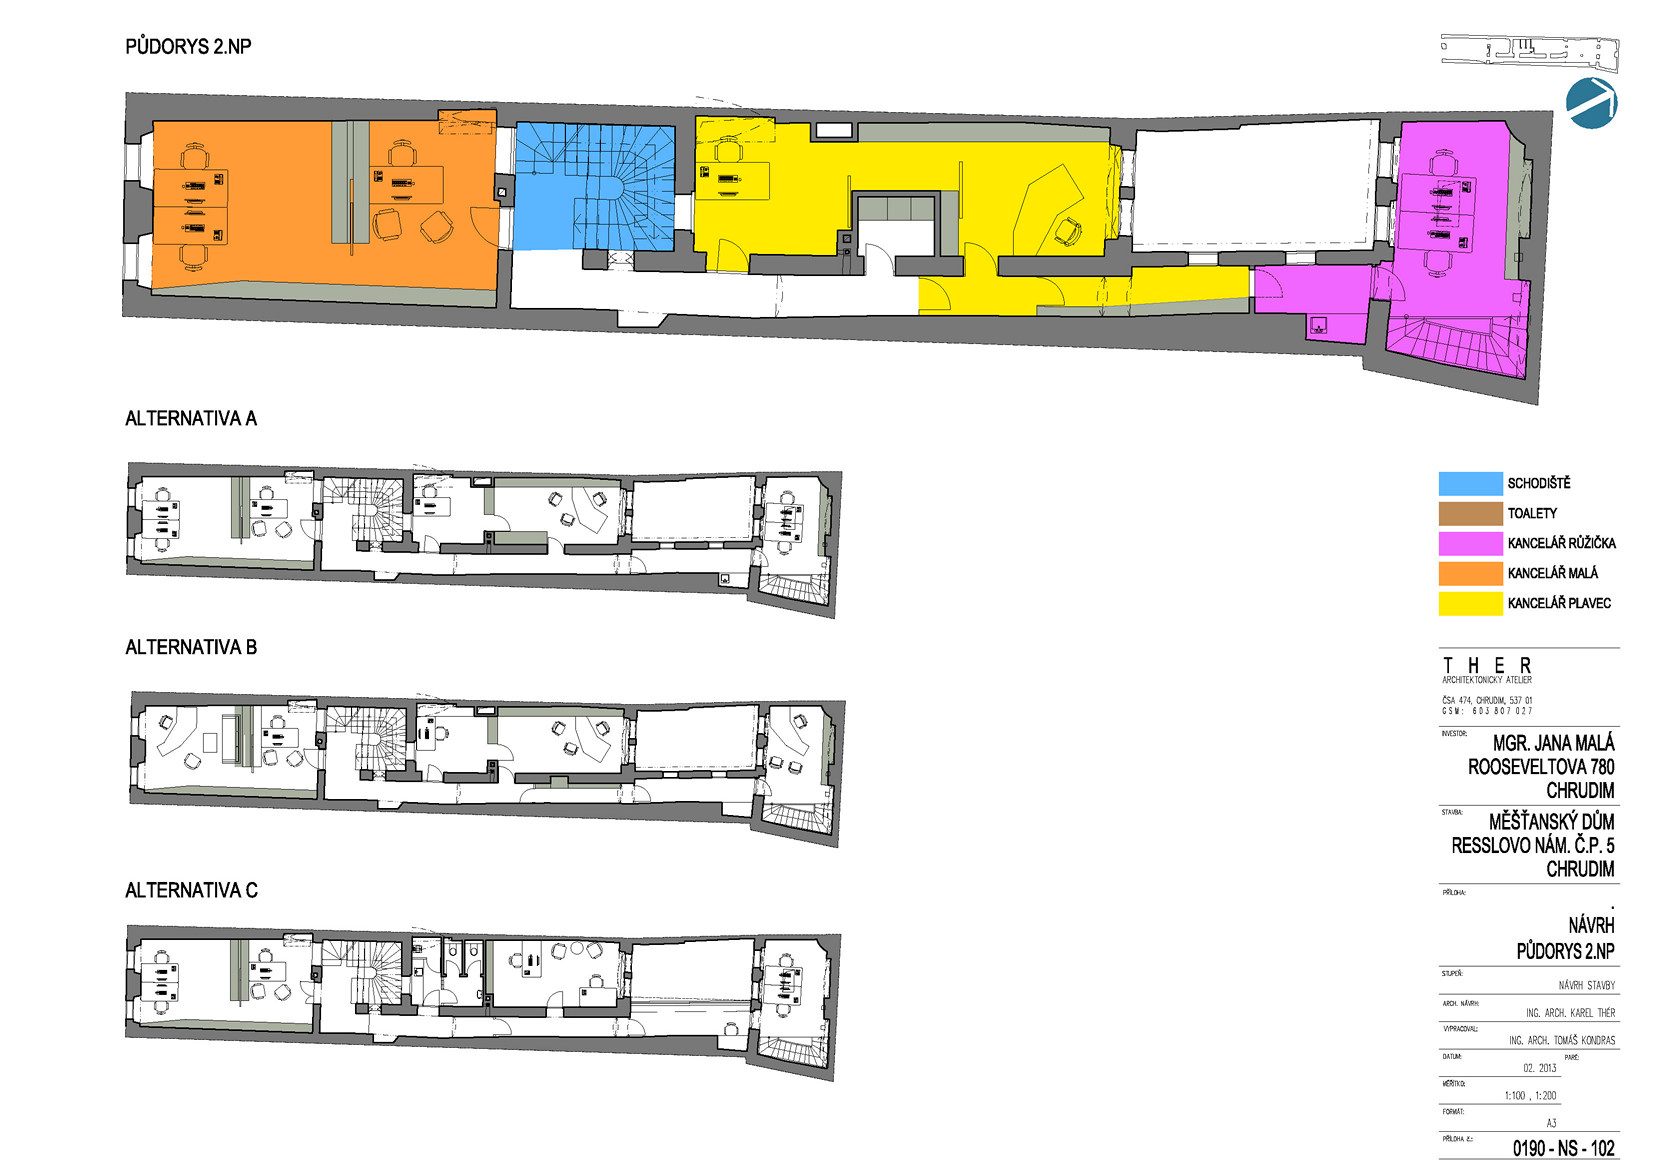 PŮDORYS 2.NP
ALTERNATIVA A
ALTERNATIVA B
ALTERNATIVA C
SCHODIŠTĚ
TOALETY
KANCELÁŘ RŮŽIČKA
KANCELÁŘ MALÁ
KANCELÁŘ PLAVEC
T H E R
ARCHITEKTONICKÝ ATELIER
ČSA 474, CHRUDIM, 537 01
GSM: 603 807 027
INVESTOR:
MGR. JANA MALÁ
ROOSEVELTOVA 780
CHRUDIM
STAVBA:
MĚŠŤANSKÝ DŮM
RESSLOVO NÁM. Č.P. 5
CHRUDIM
PŘÍLOHA:
.
NÁVRH
PŮDORYS 2.NP
STUPEŇ:
NÁVRH STAVBY
ARCH. NÁVRH:
ING. ARCH. KAREL THÉR
VYPRACOVAL:
ING. ARCH. TOMÁŠ KONDRAS
DATUM: PARÉ:
02. 2013
MĚŘÍTKO:
1:100 , 1:200
FORMÁT:
A3
PŘÍLOHA č.:
0190 - NS - 102